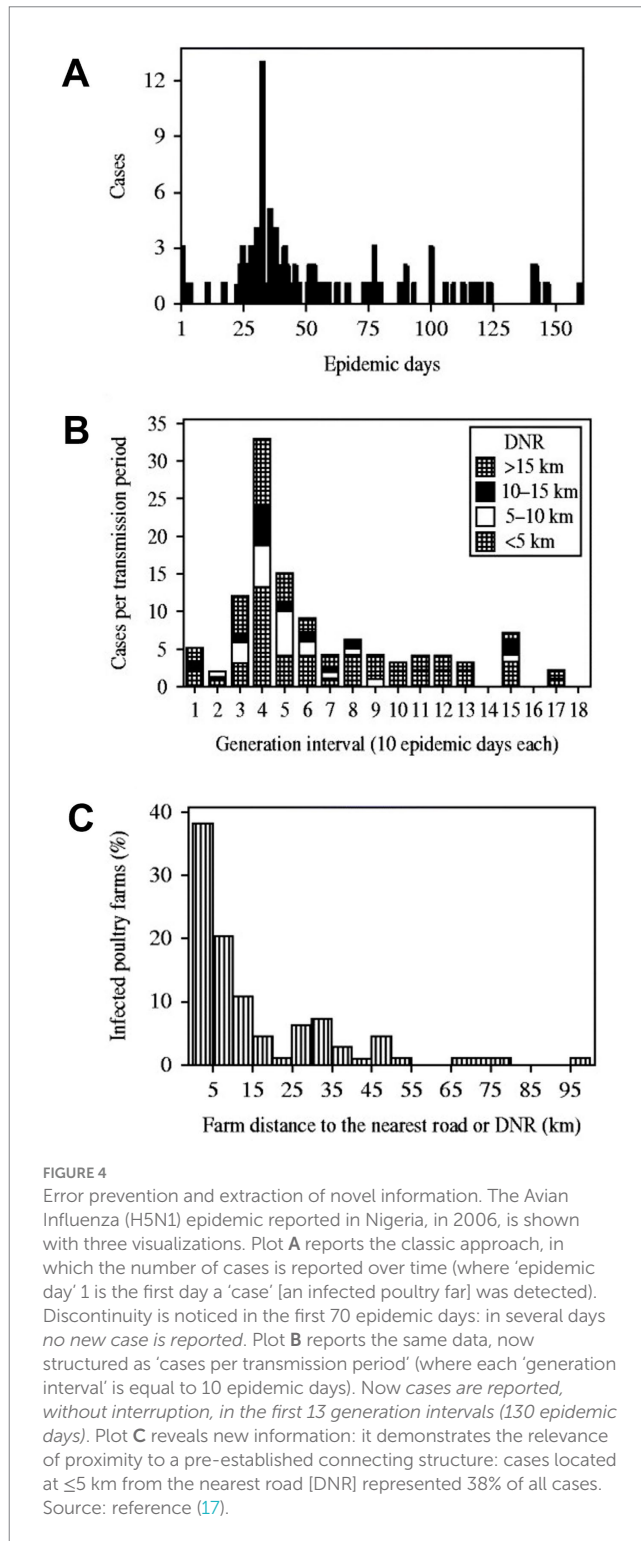 A
12
9
6
3
0
Cases
1 25 50 75 100 125 150
Epidemic days
B
35
30
25
20
15
10
5
0
Cases per transmission period
DNR
>15 km
10–15 km
5–10 km
<5 km
1 2 3 4 5 6 7 8 9 10 11 12 13 14 15 16 17 18
Generation interval (10 epidemic days each)
C
40
30
20
10
0
Infected poultry farms (%)
5 15 25 35 45 55 65 75 85 95
Farm distance to the nearest road or DNR (km)
FIGURE 4
Error prevention and extraction of novel information. The Avian
Influenza (H5N1) epidemic reported in Nigeria, in 2006, is shown
with three visualizations. Plot A reports the classic approach, in
which the number of cases is reported over time (where ‘epidemic
day’ 1 is the first day a ‘case’ [an infected poultry far] was detected).
Discontinuity is noticed in the first 70 epidemic days: in several days
no new case is reported. Plot B reports the same data, now
structured as ‘cases per transmission period’ (where each ‘generation
interval’ is equal to 10 epidemic days). Now cases are reported,
without interruption, in the first 13 generation intervals (130 epidemic
days). Plot C reveals new information: it demonstrates the relevance
of proximity to a pre-established connecting structure: cases located
at ≤5 km from the nearest road [DNR] represented 38% of all cases.
Source: reference (17).